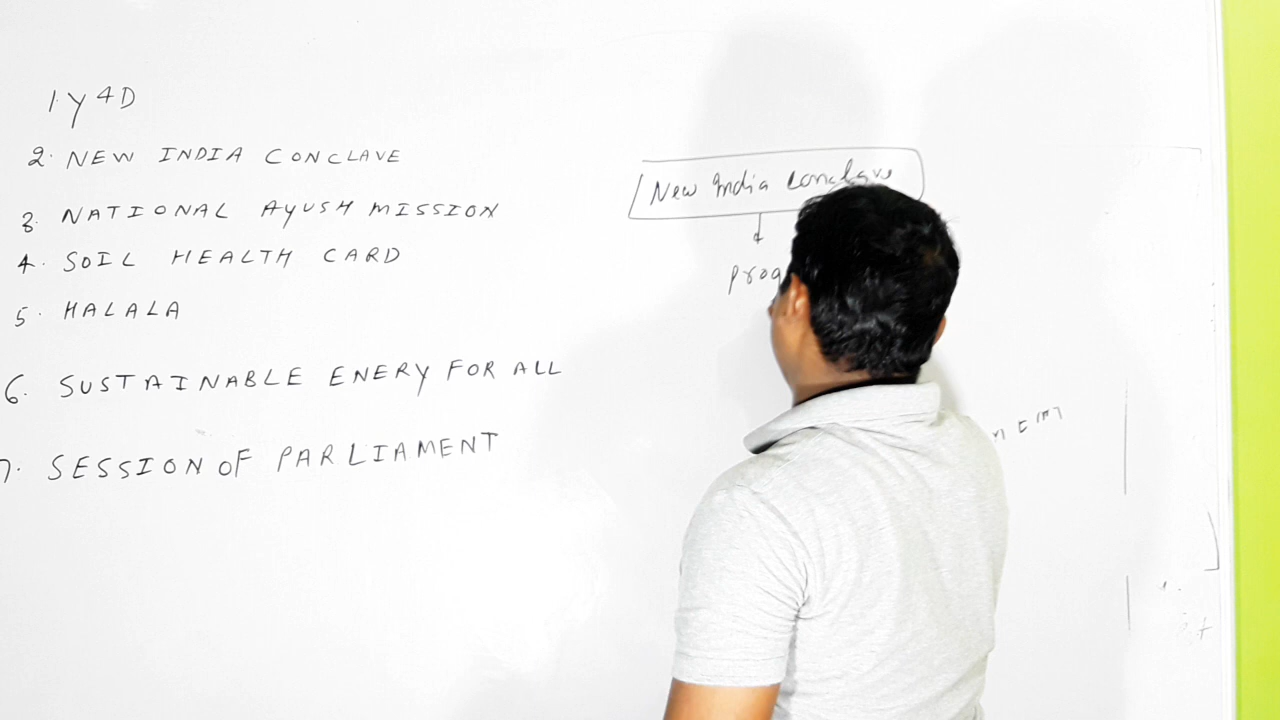 1. Y4D
2. NEW INDIA CONCLAVE
3. NATIONAL AYUSH MISSION
4. SOIL HEALTH CARD
5. HALALA
6. SUSTAINABLE ENERY FOR ALL
7. SESSION OF PARLIAMENT
New India Conclave